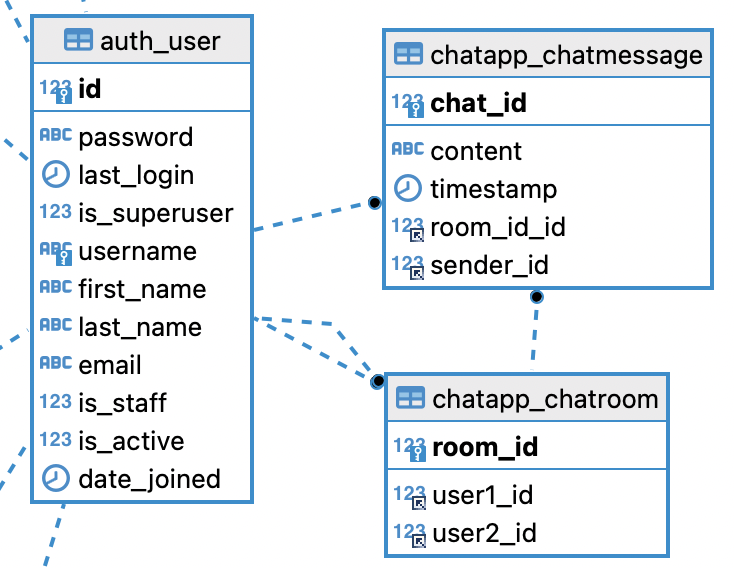 auth_user
123 id
ABC password
last_login
123 is_superuser
ABC username
ABC first_name
ABC last_name
ABC email
123 is_staff
123 is_active
date_joined
chatapp_chatmessage
123 chat_id
ABC content
timestamp
123 room_id_id
123 sender_id
chatapp_chatroom
123 room_id
123 user1_id
123 user2_id